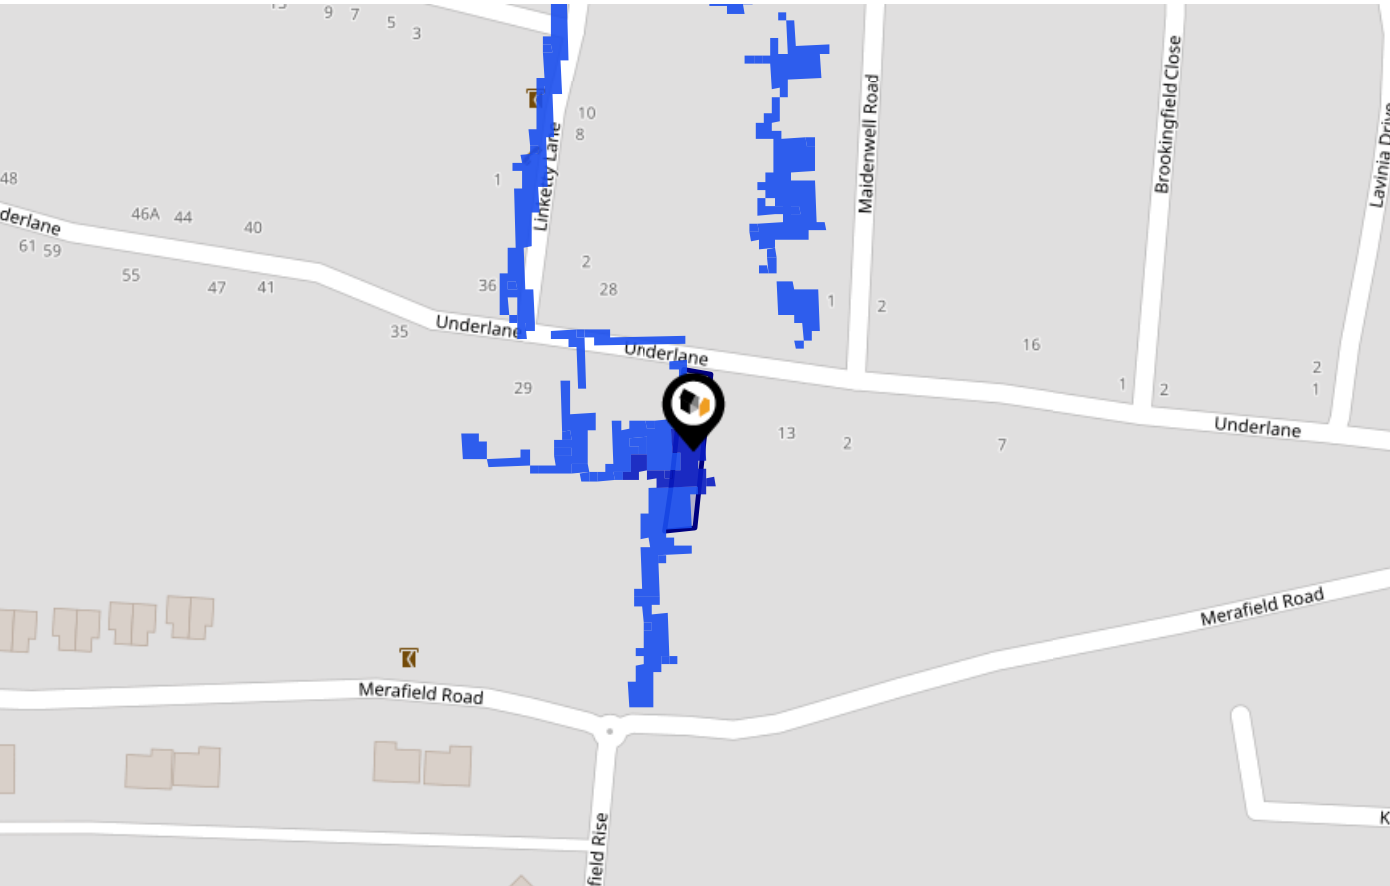 9 7 5 3
Brookingfield Close
Maidenwell Road
10
8
Linketty Lane
1
48
derlane
46A 44 40
61 59
55 47 41
2
36 28
1 2
Underlane
35
Underlane
16
29
2
1
1 2
13 2 7
Underlane
Lavinia Drive
Merafield Road
Merafield Road
field Rise
K